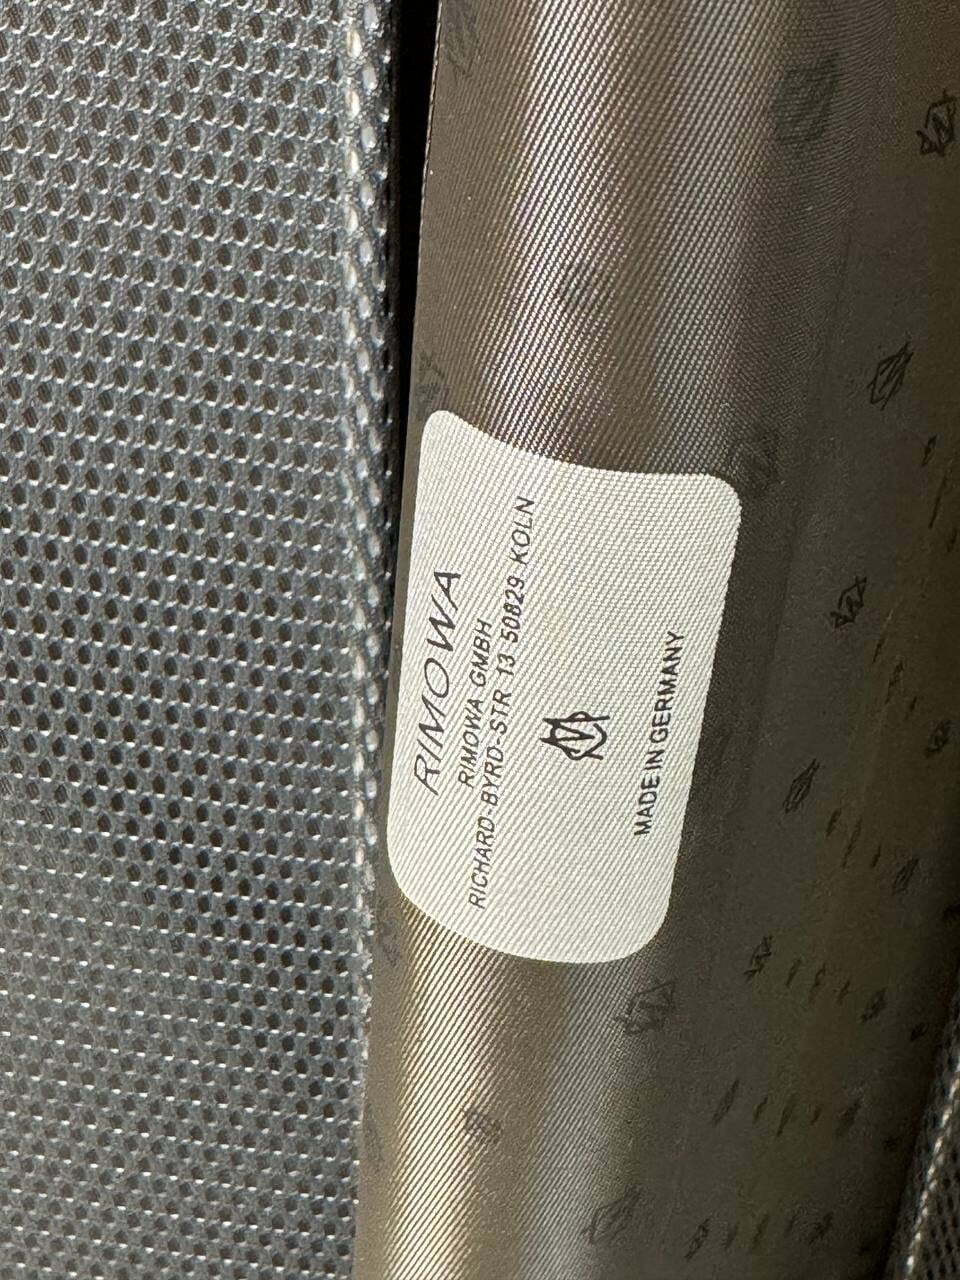 RIMOWA
RIMOWA GMBH
RICHARD-BYRD-STR 13 50829 KOLN
MADE IN GERMANY